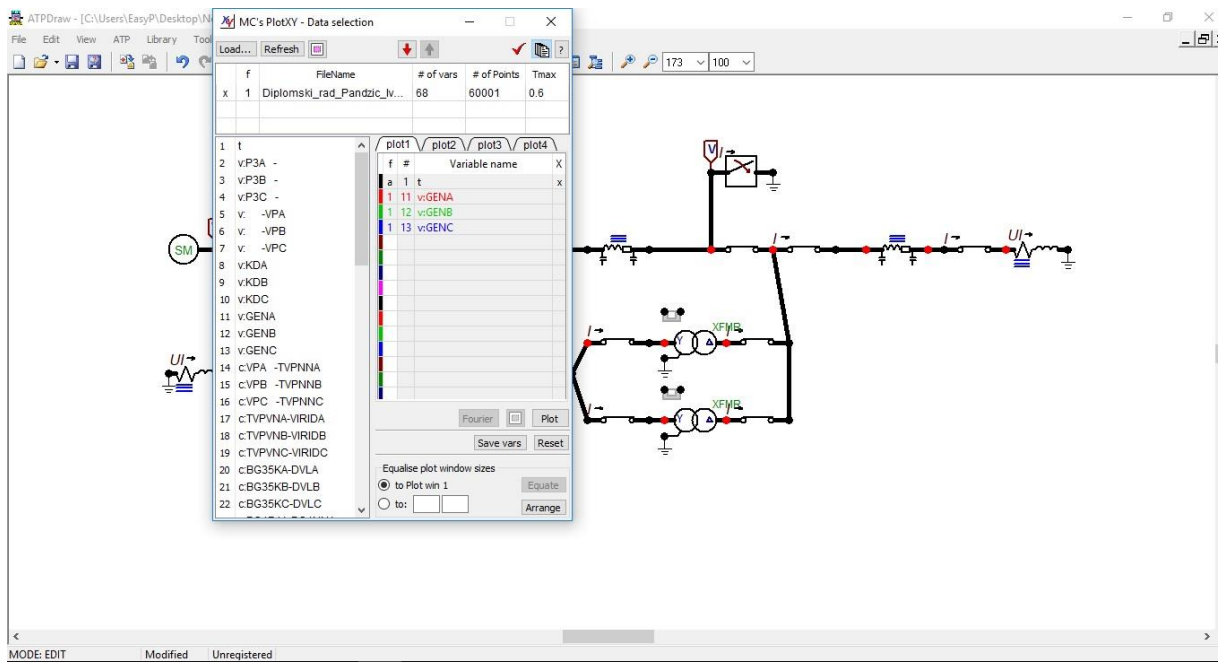 ATPDraw - [C:\Users\EasyP\Desktop\N
File Edit View ATP Library Tool
173 100
MC's PlotXY - Data selection
Load... Refresh ?
f FileName # of vars # of Points Tmax
x 1 Diplomski_rad_Pandzic_Iv... 68 60001 0.6
1 t
2 v:P3A -
3 v:P3B -
4 v:P3C -
5 v: -VPA
6 v: -VPB
7 v: -VPC
8 v:KDA
9 v:KDB
10 v:KDC
11 v:GENA
12 v:GENB
13 v:GENC
14 c:VPA -TVPNNA
15 c:VPB -TVPNNB
16 c:VPC -TVPNNC
17 c:TVPVNA-VIRIDA
18 c:TVPVNB-VIRIDB
19 c:TVPVNC-VIRIDC
20 c:BG35KA-DVLA
21 c:BG35KB-DVLB
22 c:BG35KC-DVLC
plot1 plot2 plot3 plot4
f # Variable name X
a 1 t x
1 11 v:GENA
1 12 v:GENB
1 13 v:GENC
Fourier Plot
Save vars Reset
Equalise plot window sizes
to Plot win 1 Equate
to: Arrange
V I
SM
I UI
I I
UI
I XFMR I
Y Δ
I XFMR I
Y Δ
MODE: EDIT Modified Unregistered